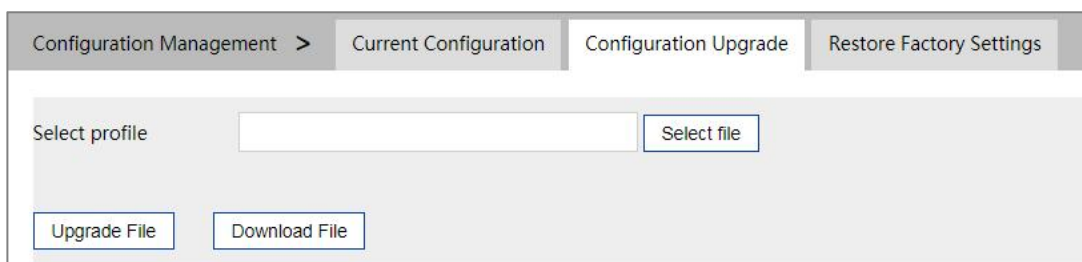 Configuration Management > Current Configuration Configuration Upgrade Restore Factory Settings
Select profile Select file
Upgrade File Download File